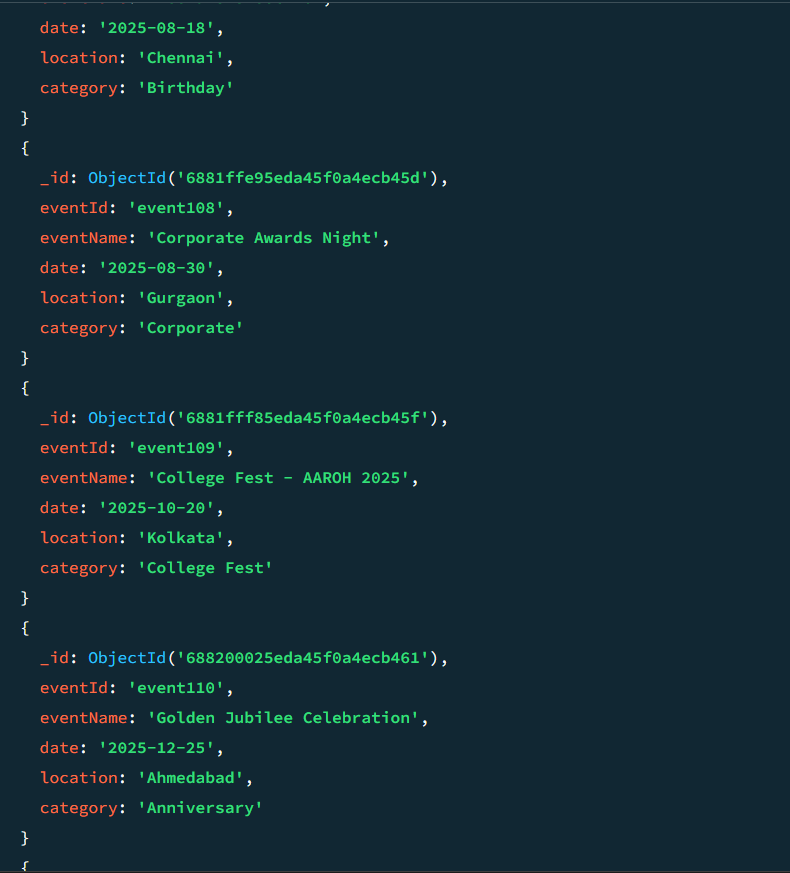 date: '2025-08-18',
location: 'Chennai',
category: 'Birthday'
}
{
_id: ObjectId('6881ffe95eda45f0a4ecb45d'),
eventId: 'event108',
eventName: 'Corporate Awards Night',
date: '2025-08-30',
location: 'Gurgaon',
category: 'Corporate'
}
{
_id: ObjectId('6881fff85eda45f0a4ecb45f'),
eventId: 'event109',
eventName: 'College Fest - AAROH 2025',
date: '2025-10-20',
location: 'Kolkata',
category: 'College Fest'
}
{
_id: ObjectId('688200025eda45f0a4ecb461'),
eventId: 'event110',
eventName: 'Golden Jubilee Celebration',
date: '2025-12-25',
location: 'Ahmedabad',
category: 'Anniversary'
}
{